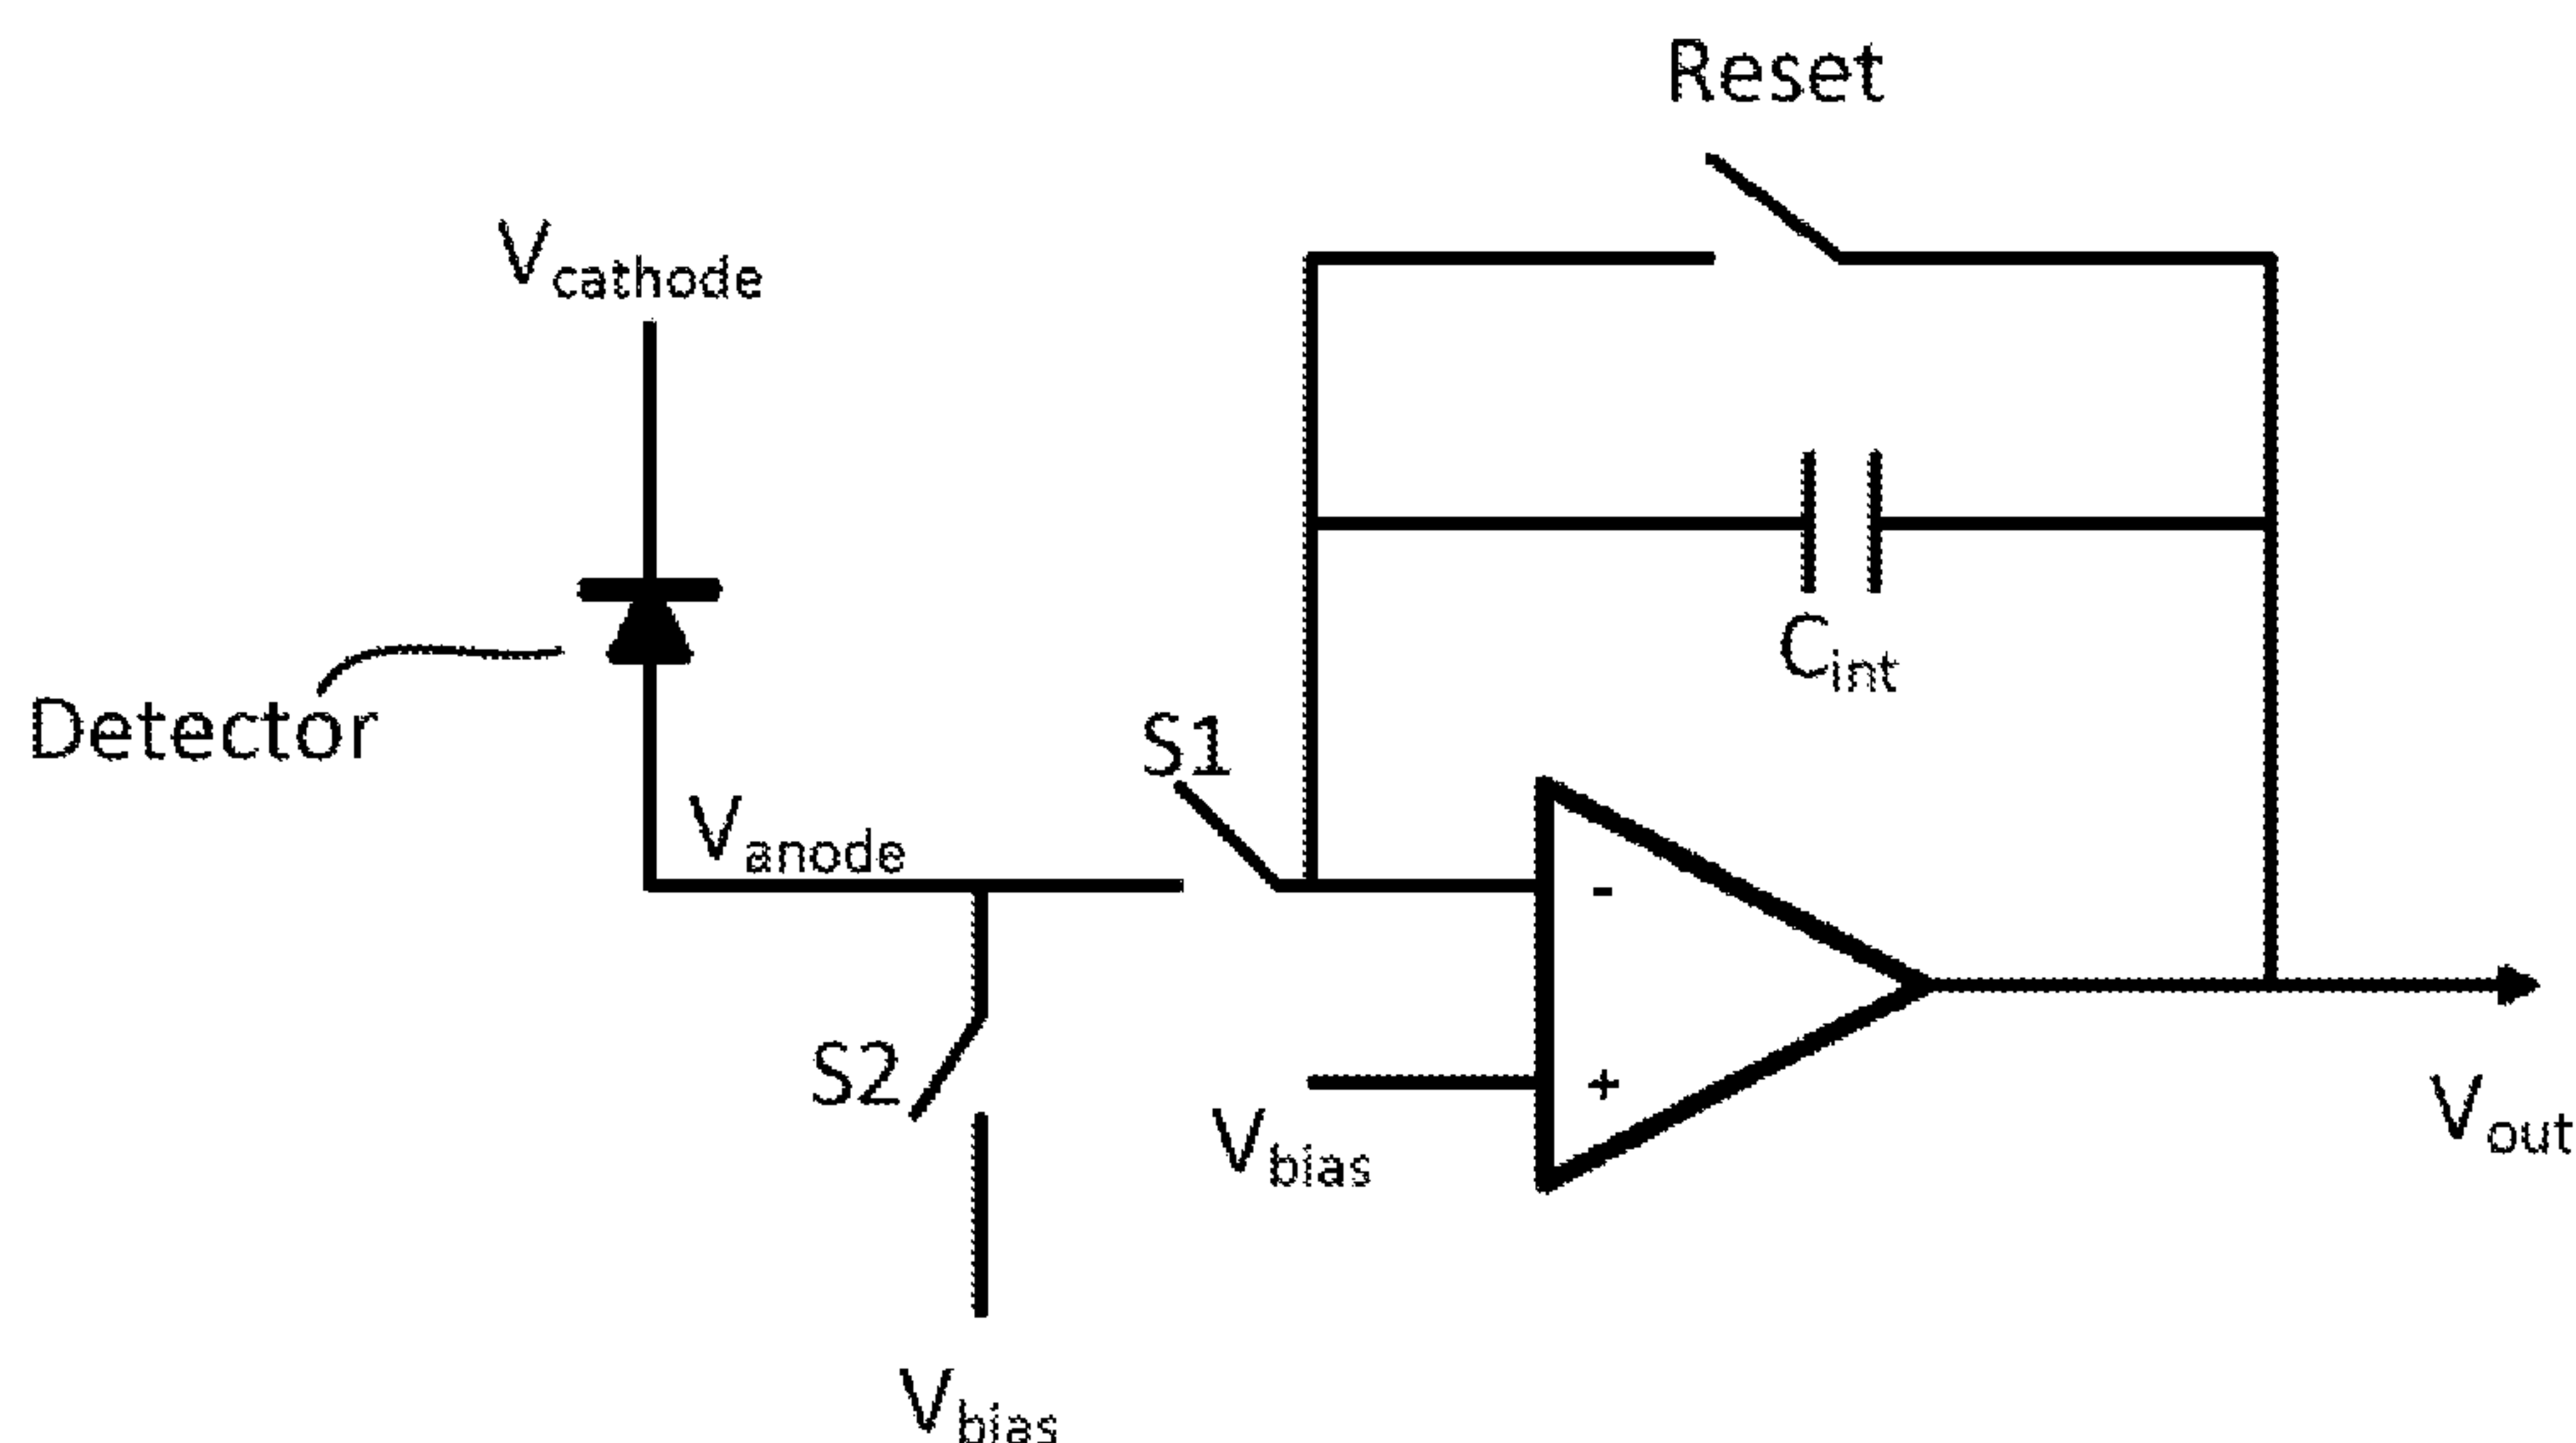 Reset
Vcathode
Cint
Detector
S1
Vanode
-
S2
+
Vbias
Vout
Vbias